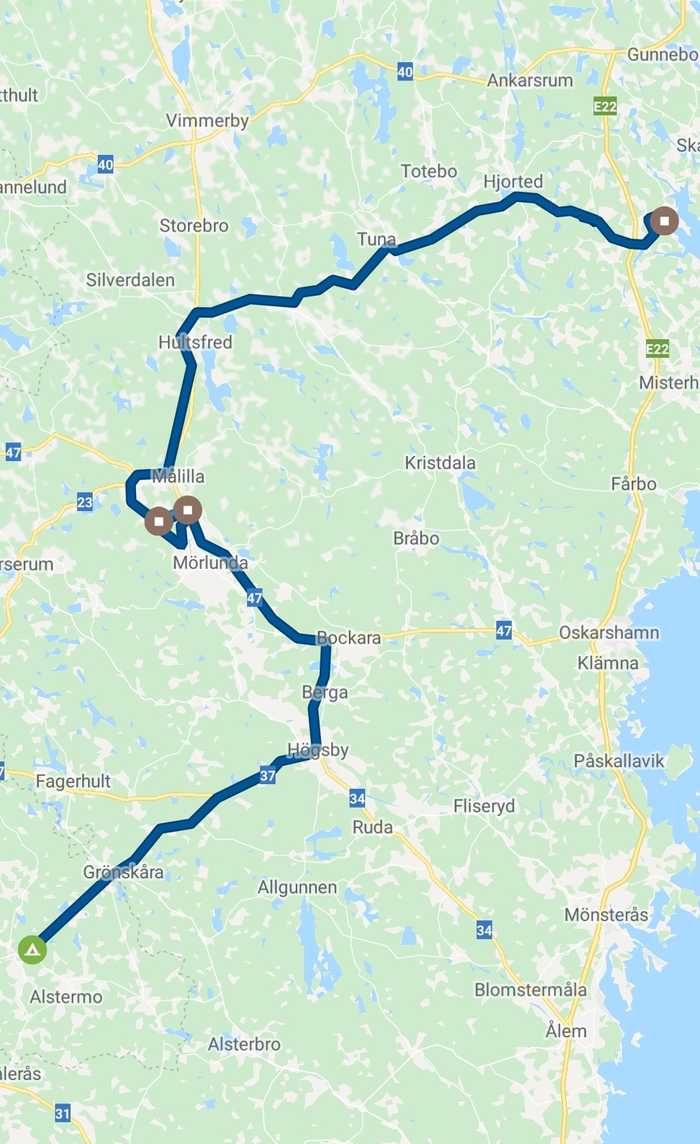 Gunnebo
40
Ankarsrum
tthult
E22
Vimmerby
40
Ska
Totebo
Hjorted
annelund
Storebro
Tuna
Silverdalen
Hultsfred
E22
Misterh
47
Kristdala
Målilla
Fårbo
23
Bråbo
rserum
Mörlunda
47
Bockara
47
Oskarshamn
Klämna
Berga
Högsby
Påskallavik
7
Fagerhult
37
34
Fliseryd
Ruda
Grönskåra
Allgunnen
Mönsterås
34
Alstermo
Blomstermåla
Ålem
Alsterbro
lerås
31